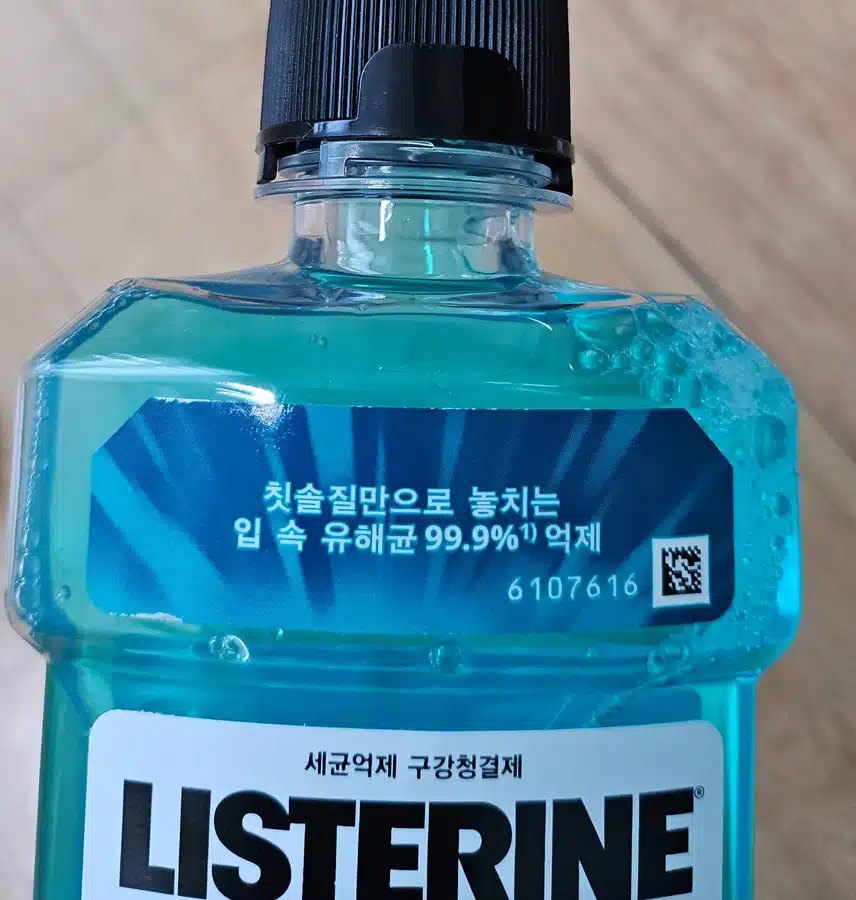 칫솔질만으로 놓치는
입 속 유해균 99.9%¹⁾ 억제
6107616
세균억제 구강청결제
LISTERINE®